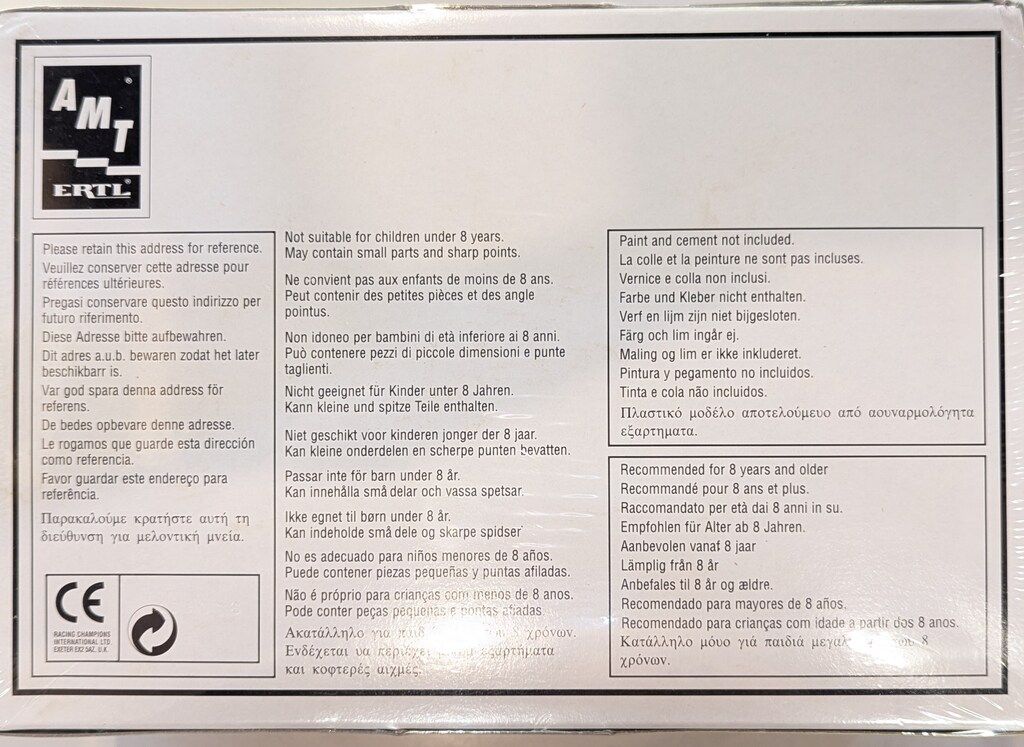 AMT®
ERTL®
Please retain this address for reference.
Veuillez conserver cette adresse pour
références ultérieures.
Pregasi conservare questo indirizzo per
futuro riferimento.
Diese Adresse bitte aufbewahren.
Dit adres a.u.b. bewaren zodat het later
beschikbarr is.
Var god spara denna address för
referens.
De bedes opbevare denne adresse.
Le rogamos que guarde esta dirección
como referencia.
Favor guardar este endereço para
referência.
Παρακαλούμε κρατήστε αυτή τη
διεύθυνση για μελοντική μνεία.
CE
RACING CHAMPIONS
INTERNATIONAL LTD
EXETER EX2 5AZ. U.K.
Not suitable for children under 8 years.
May contain small parts and sharp points.
Ne convient pas aux enfants de moins de 8 ans.
Peut contenir des petites pièces et des angle
pointus.
Non idoneo per bambini di età inferiore ai 8 anni.
Può contenere pezzi di piccole dimensioni e punte
taglienti.
Nicht geeignet für Kinder unter 8 Jahren.
Kann kleine und spitze Teile enthalten.
Niet geschikt voor kinderen jonger der 8 jaar.
Kan kleine onderdelen en scherpe punten bevatten.
Passar inte för barn under 8 år.
Kan innehålla små delar och vassa spetsar.
Ikke egnet til børn under 8 år.
Kan indeholde små dele og skarpe spidser
No es adecuado para niños menores de 8 años.
Puede contener piezas pequeñas y puntas afiladas.
Não é próprio para crianças com menos de 8 anos.
Pode conter peças pequenas e pontas afiadas
Ακατάλληλο για χρόνων.
Ενδέχεται υα περιέχει εξαρτήματα
και κοφτερές αιχμές.
Paint and cement not included.
La colle et la peinture ne sont pas incluses.
Vernice e colla non inclusi.
Farbe und Kleber nicht enthalten.
Verf en lijm zijn niet bijgesloten.
Färg och lim ingår ej.
Maling og lim er ikke inkluderet.
Pintura y pegamento no incluidos.
Tinta e cola não incluidos.
Πλαστικό μοδέλο αποτελούμευο από αουναρμολόγητα
εξαρτηματα.
Recommended for 8 years and older
Recommandé pour 8 ans et plus.
Raccomandato per età dai 8 anni in su.
Empfohlen für Alter ab 8 Jahren.
Aanbevolen vanaf 8 jaar
Lämplig från 8 år
Anbefales til 8 år og ældre.
Recomendado para mayores de 8 años.
Recomendado para crianças com idade a partir dos 8 anos.
Κατάλληλο μόυο γιά παιδιά 8
χρόνων.